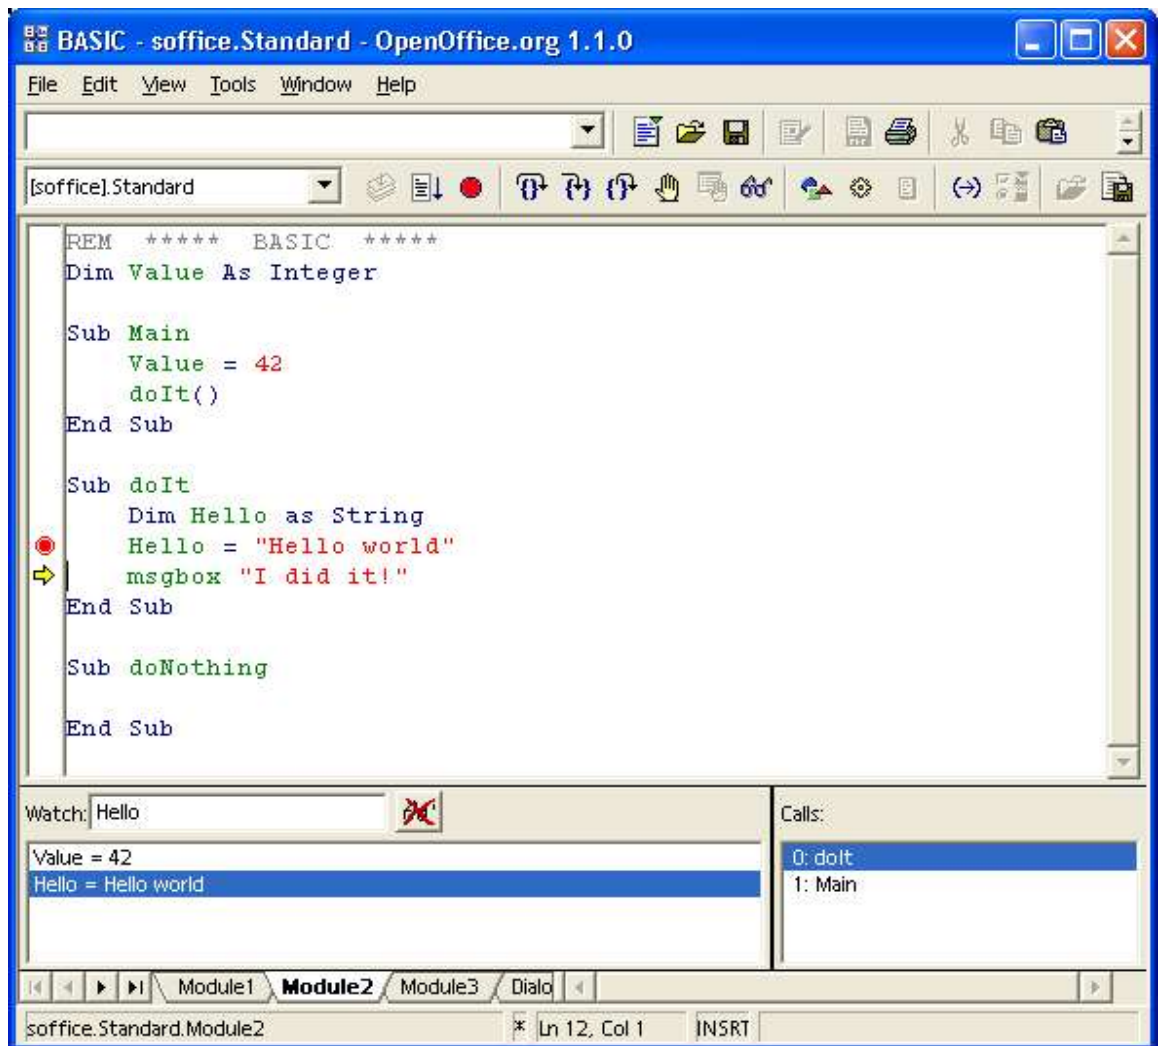 BASIC - soffice.Standard - OpenOffice.org 1.1.0
File Edit View Tools Window Help
[soffice].Standard
REM ***** BASIC *****
Dim Value As Integer
Sub Main
Value = 42
doIt()
End Sub
Sub doIt
Dim Hello as String
Hello = "Hello world"
msgbox "I did it!"
End Sub
Sub doNothing
End Sub
Watch: Hello
Calls:
Value = 42
0: doIt
Hello = Hello world
1: Main
Module1 Module2 Module3 Dialo
soffice.Standard.Module2 * Ln 12, Col 1 INSRT